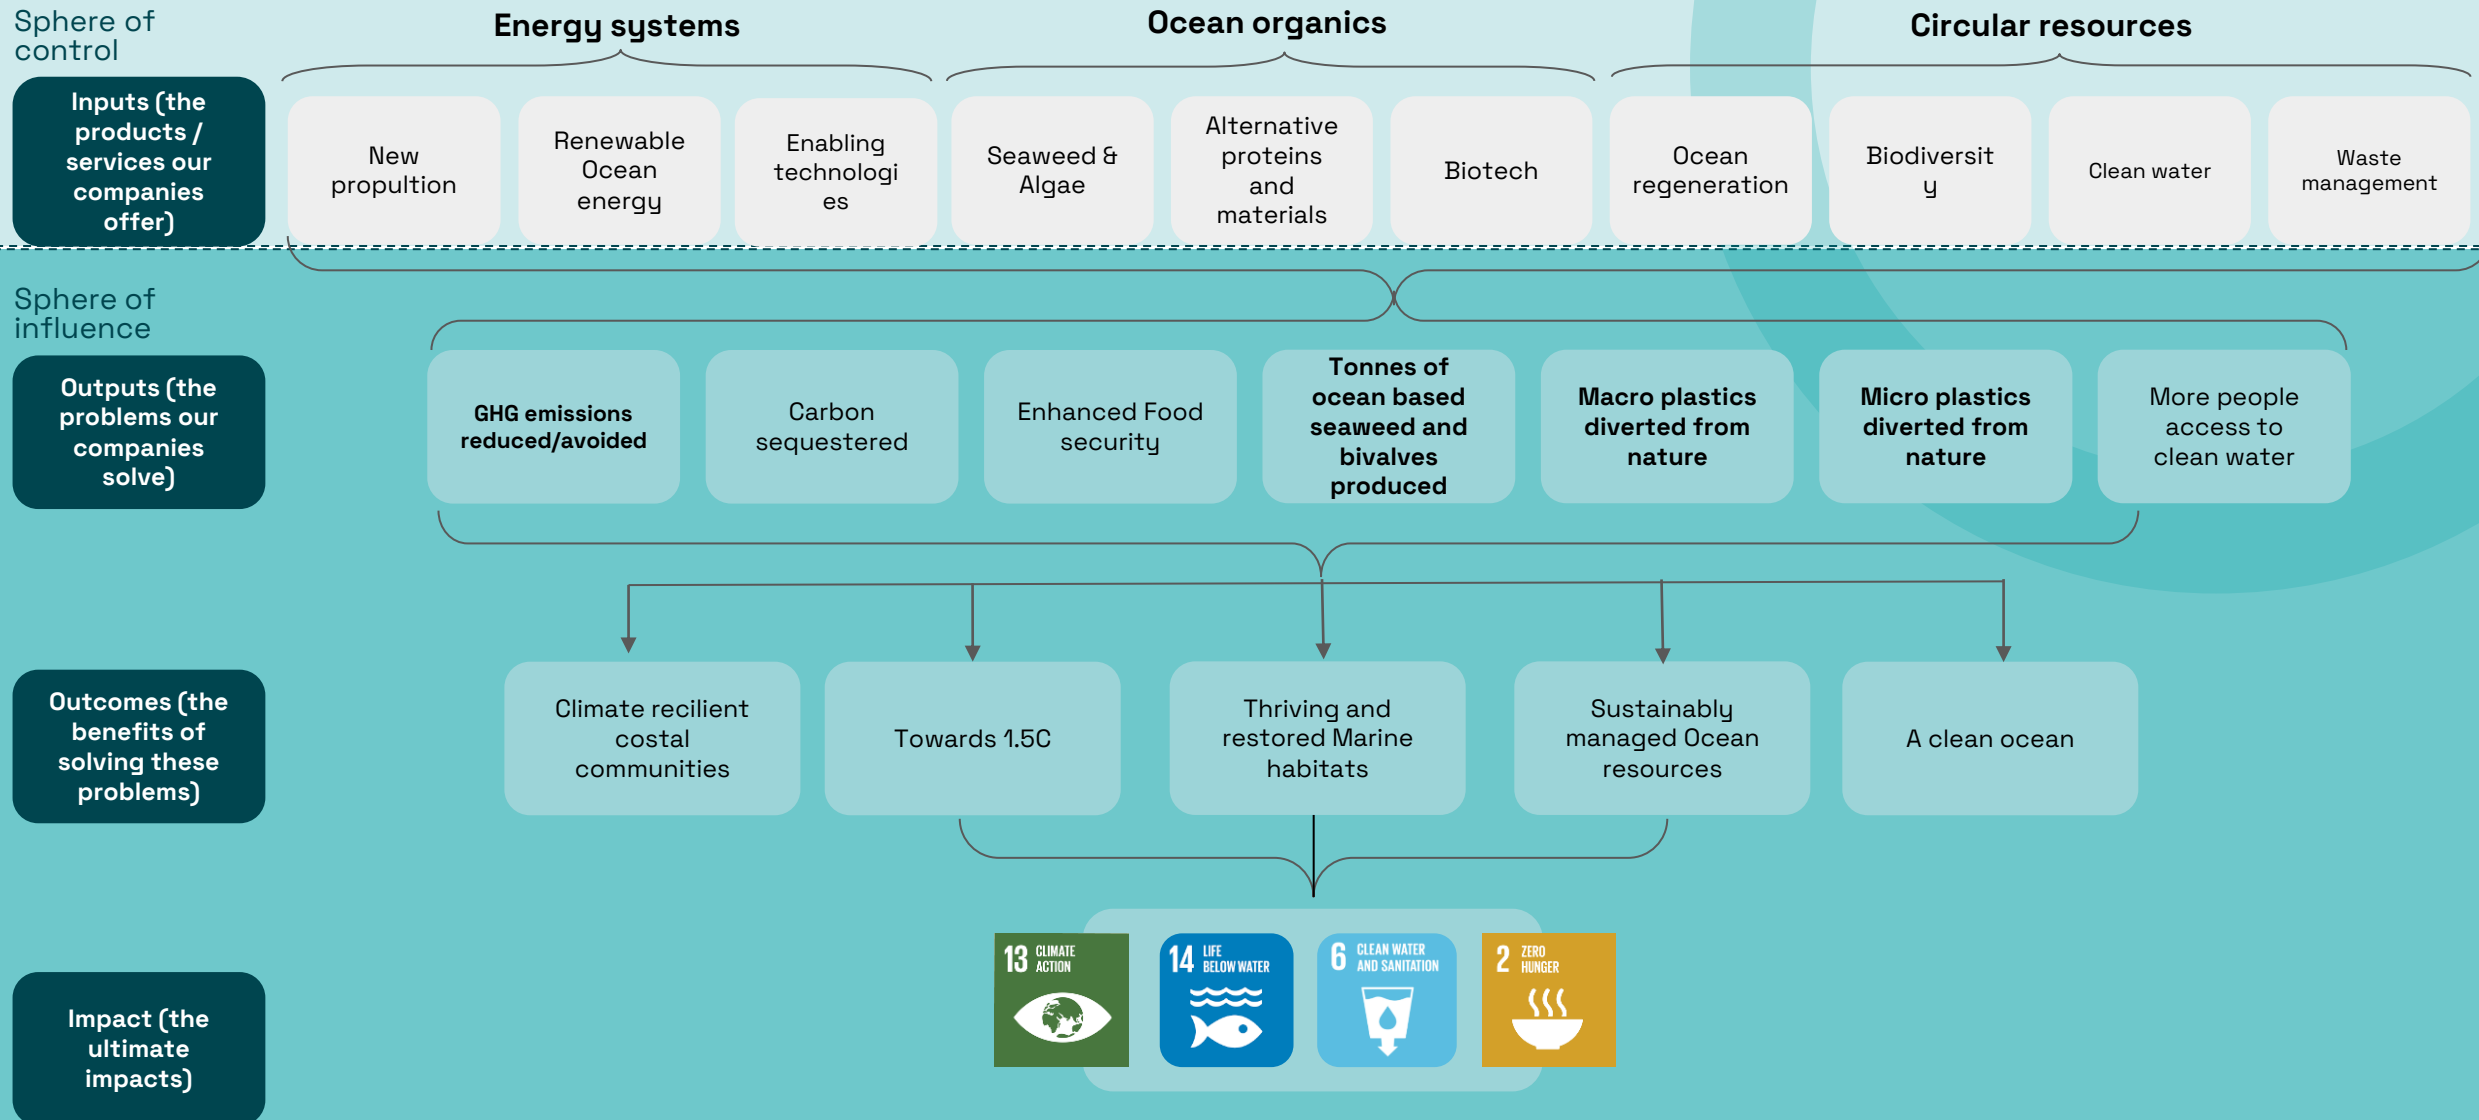 Sphere of
control
Energy systems
Ocean organics
Circular resources
Inputs (the
products /
services our
companies
offer)
New
propultion
Renewable
Ocean
energy
Enabling
technologi
es
Seaweed &
Algae
Alternative
proteins
and
materials
Biotech
Ocean
regeneration
Biodiversit
y
Clean water
Waste
management
Sphere of
influence
Outputs (the
problems our
companies
solve)
GHG emissions
reduced/avoided
Carbon
sequestered
Enhanced Food
security
Tonnes of
ocean based
seaweed and
bivalves
produced
Macro plastics
diverted from
nature
Micro plastics
diverted from
nature
More people
access to
clean water
Outcomes (the
benefits of
solving these
problems)
Climate recilient
costal
communities
Towards 1.5C
Thriving and
restored Marine
habitats
Sustainably
managed Ocean
resources
A clean ocean
Impact (the
ultimate
impacts)
13 CLIMATE
ACTION
14 LIFE
BELOW WATER
6 CLEAN WATER
AND SANITATION
2 ZERO
HUNGER